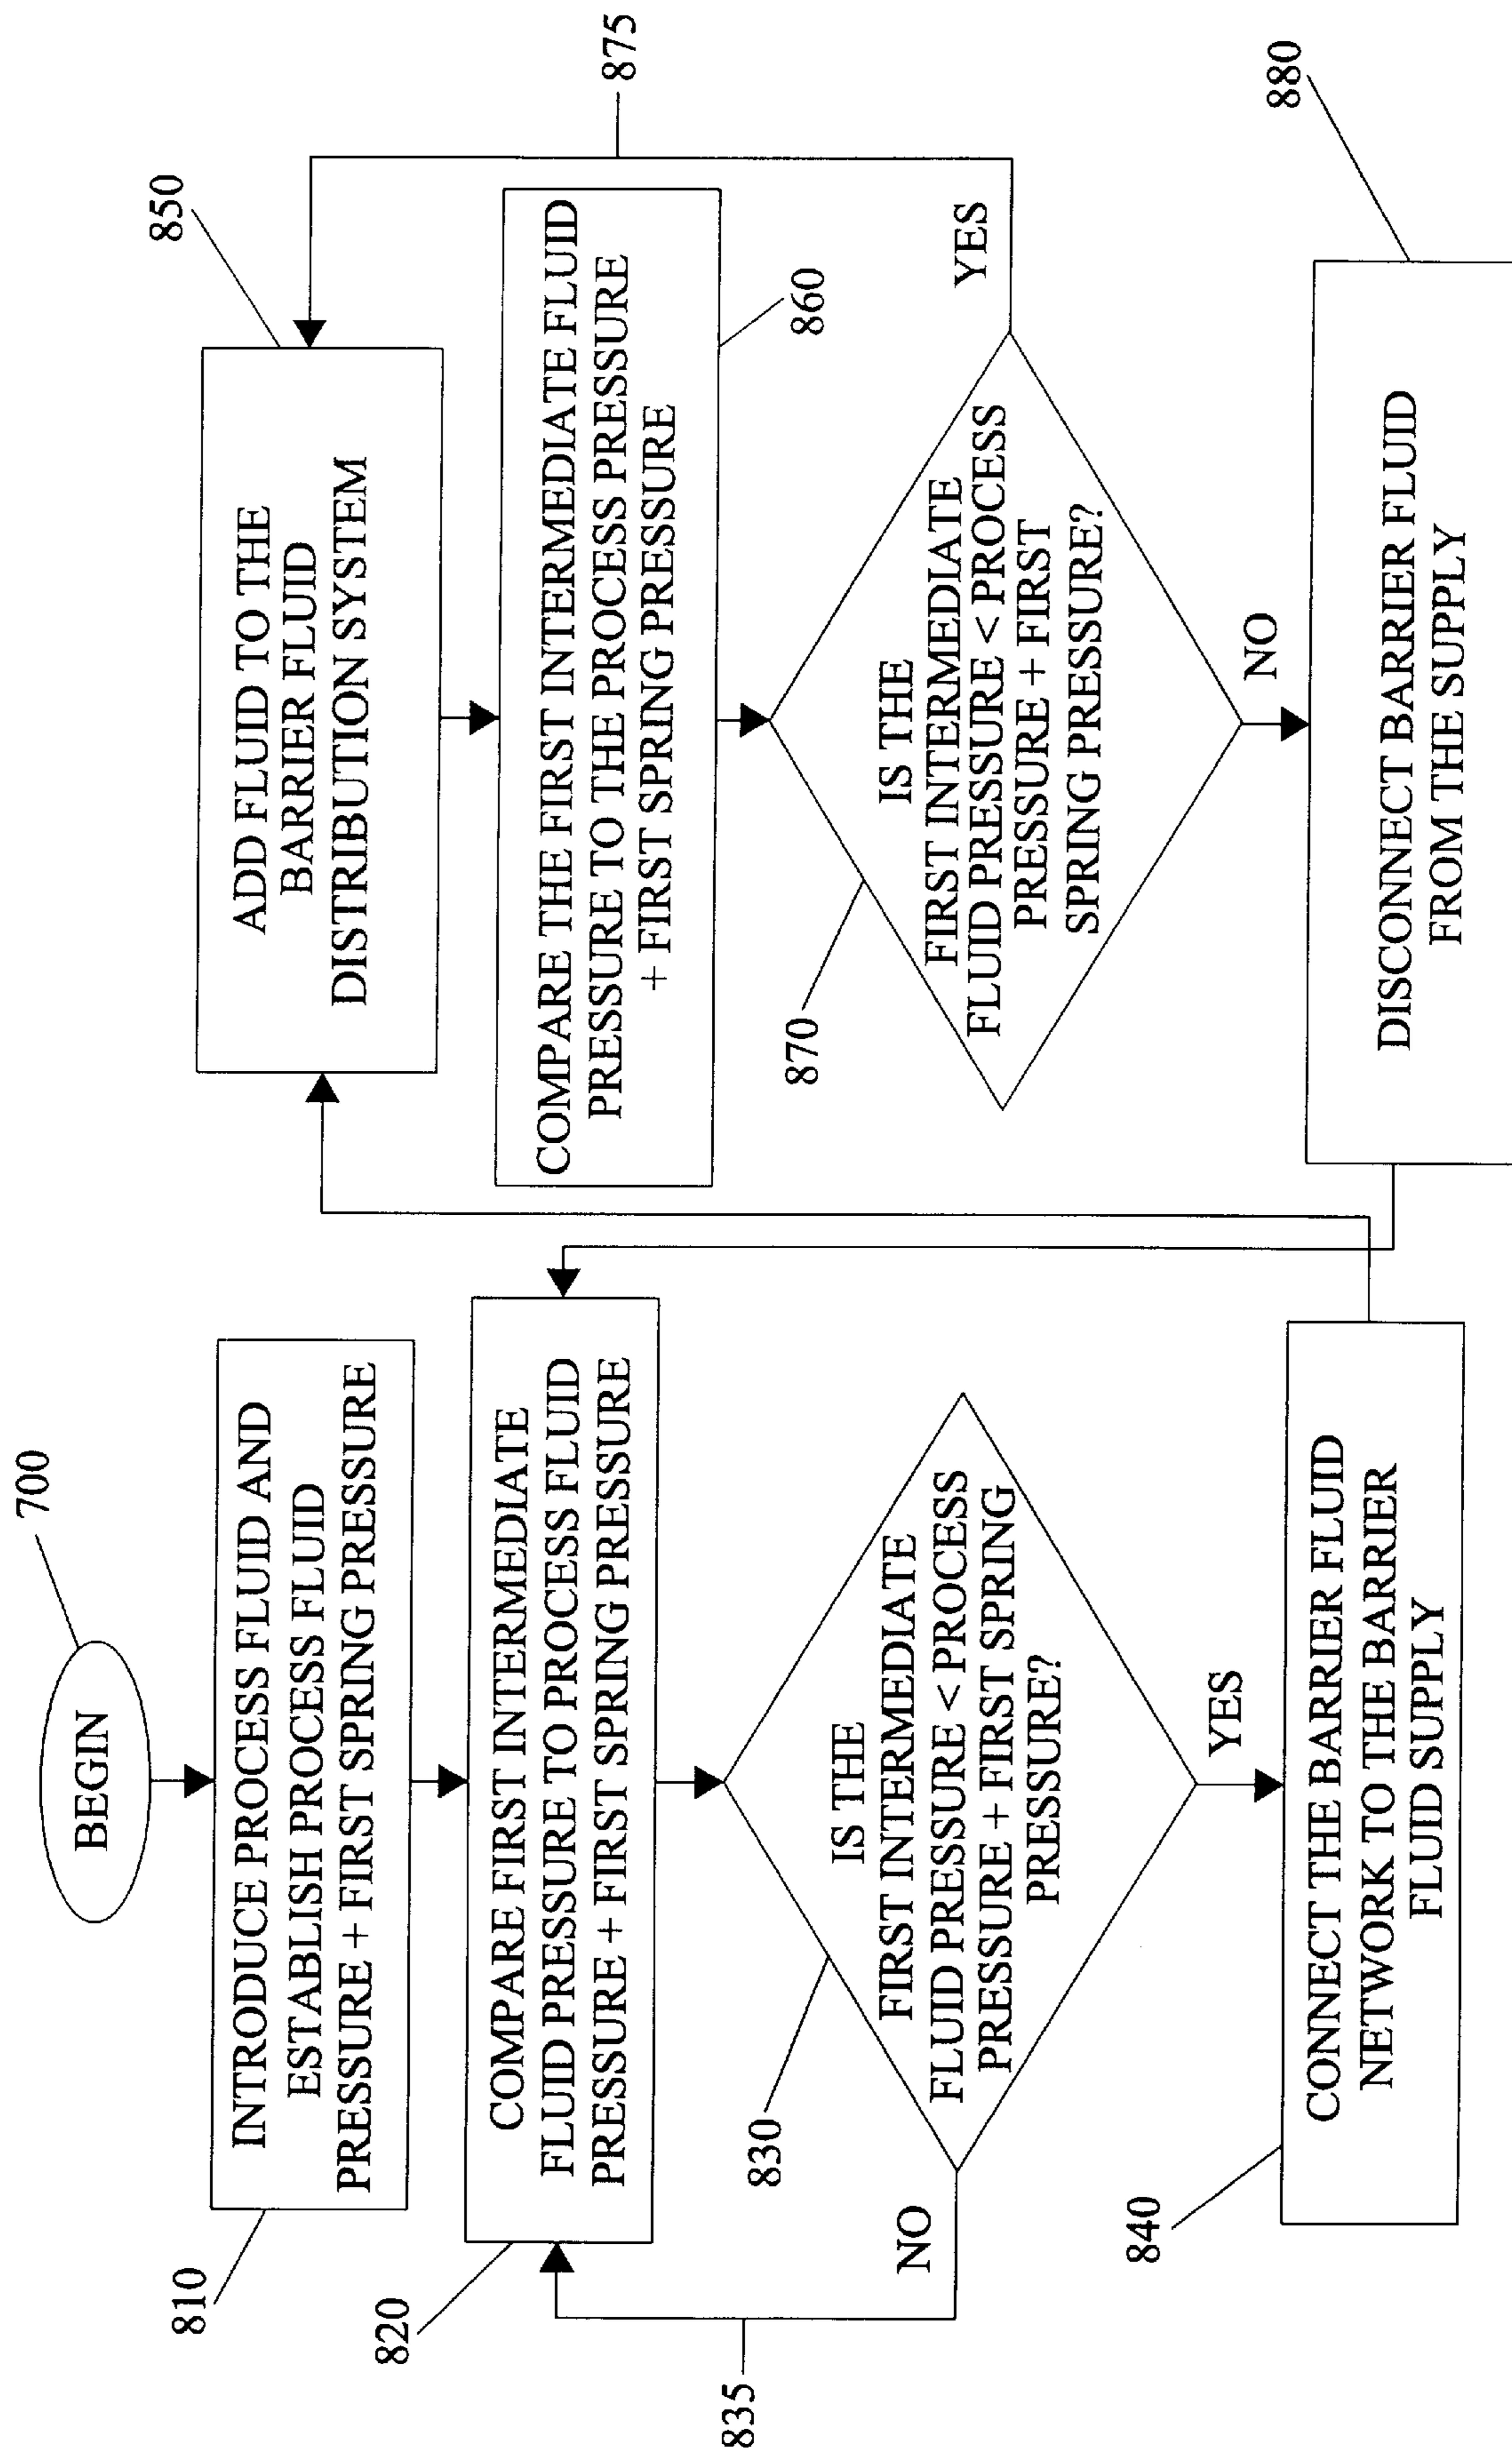 700
BEGIN
810
INTRODUCE PROCESS FLUID AND
ESTABLISH PROCESS FLUID
PRESSURE + FIRST SPRING PRESSURE
820
COMPARE FIRST INTERMEDIATE
FLUID PRESSURE TO PROCESS FLUID
PRESSURE + FIRST SPRING PRESSURE
830
IS THE
FIRST INTERMEDIATE
FLUID PRESSURE < PROCESS
PRESSURE + FIRST SPRING
PRESSURE?
NO
835
YES
840
CONNECT THE BARRIER FLUID
NETWORK TO THE BARRIER
FLUID SUPPLY
850
ADD FLUID TO THE
BARRIER FLUID
DISTRIBUTION SYSTEM
860
COMPARE THE FIRST INTERMEDIATE FLUID
PRESSURE TO THE PROCESS PRESSURE
+ FIRST SPRING PRESSURE
870
IS THE
FIRST INTERMEDIATE
FLUID PRESSURE < PROCESS
PRESSURE + FIRST
SPRING PRESSURE?
YES
875
NO
880
DISCONNECT BARRIER FLUID
FROM THE SUPPLY